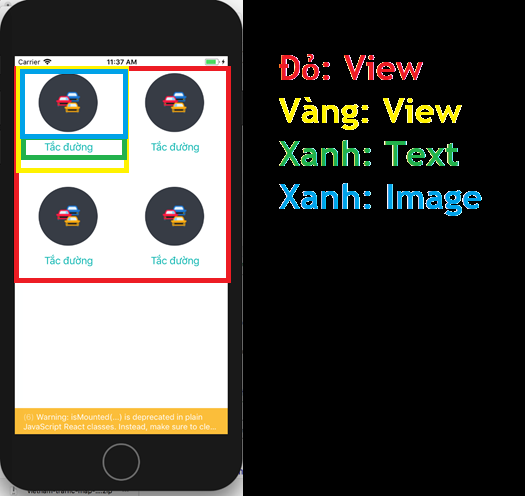 Carrier 11:37 AM
Tắc đường Tắc đường
Tắc đường Tắc đường
Warning: isMounted(...) is deprecated in plain
JavaScript React classes. Instead, make sure to cle...
Đỏ: View
Vàng: View
Xanh: Text
Xanh: Image